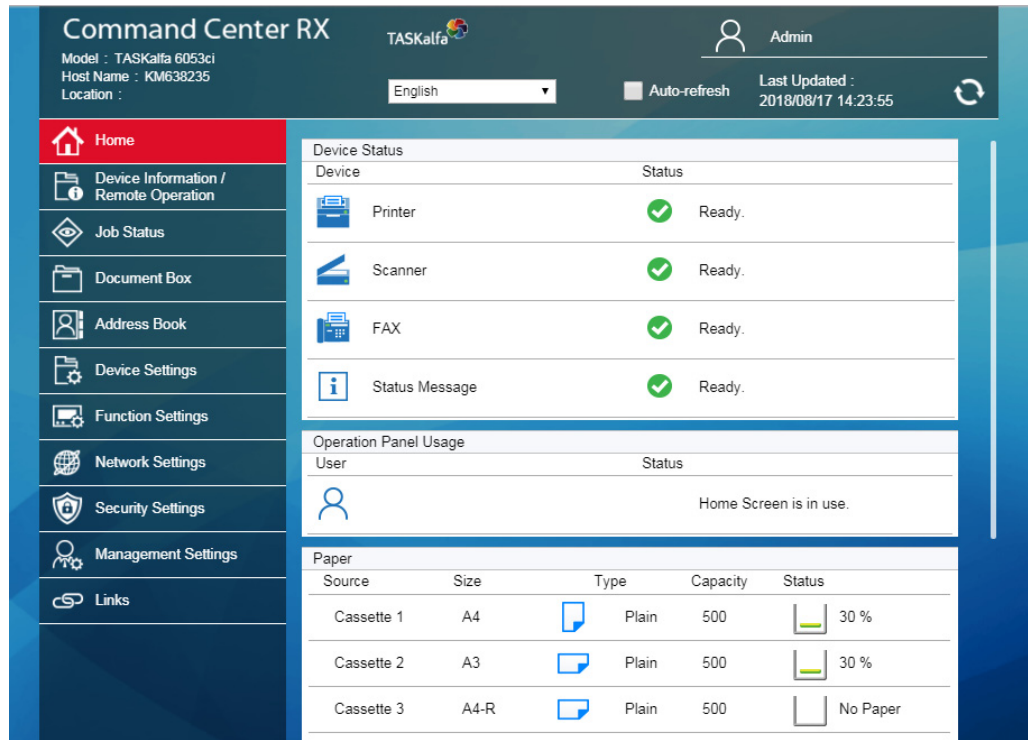 Command Center RX
Model : TASKalfa 6053ci
Host Name : KM638235
Location :
TASKalfa
Admin
English
Auto-refresh
Last Updated :
2018/08/17 14:23:55
Home
Device Information /
Remote Operation
Job Status
Document Box
Address Book
Device Settings
Function Settings
Network Settings
Security Settings
Management Settings
Links
Device Status
Device Status
Printer Ready.
Scanner Ready.
FAX Ready.
Status Message Ready.
Operation Panel Usage
User Status
Home Screen is in use.
Paper
Source Size Type Capacity Status
Cassette 1 A4 Plain 500 30 %
Cassette 2 A3 Plain 500 30 %
Cassette 3 A4-R Plain 500 No Paper